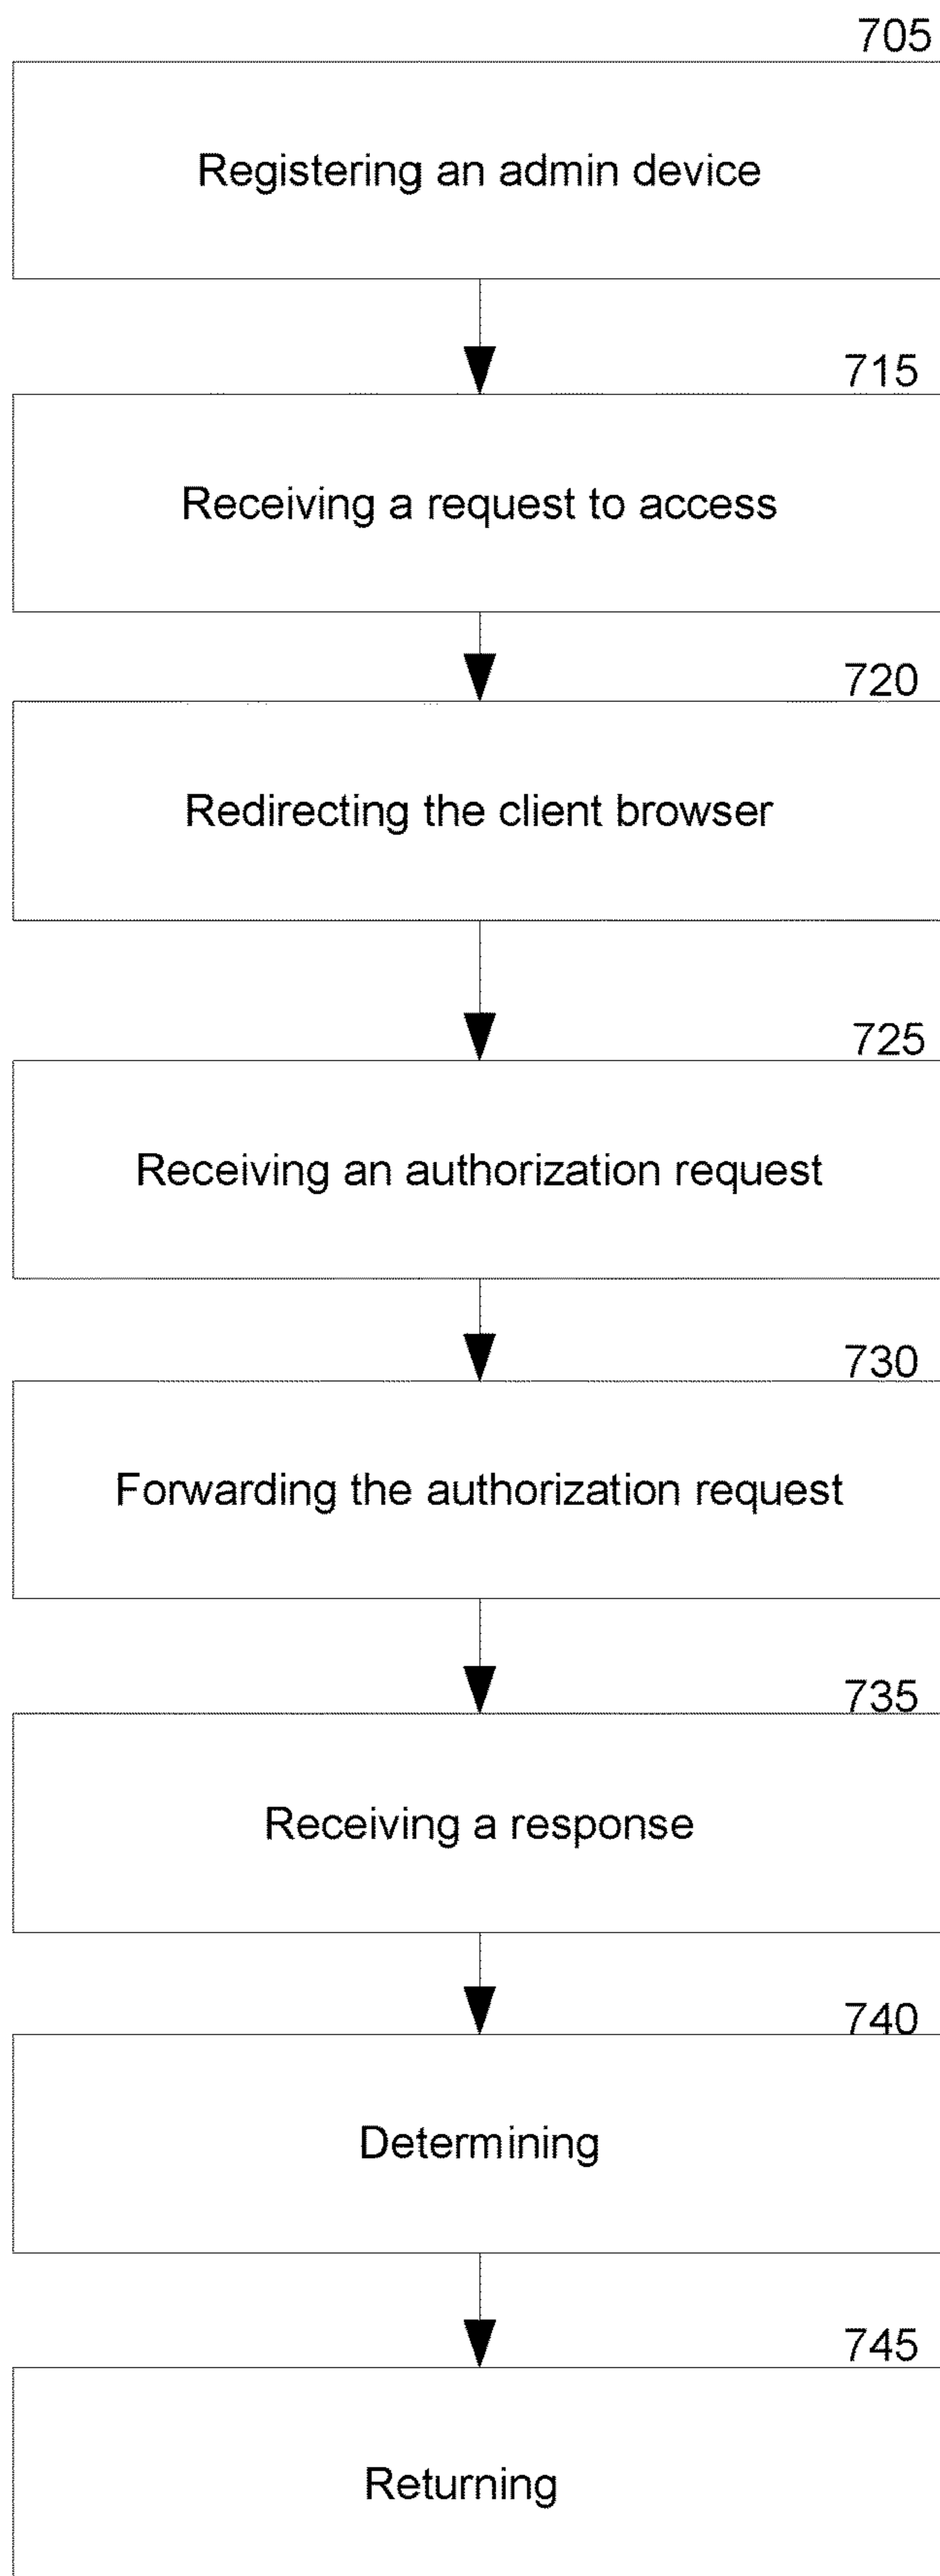 705
Registering an admin device
715
Receiving a request to access
720
Redirecting the client browser
725
Receiving an authorization request
730
Forwarding the authorization request
735
Receiving a response
740
Determining
745
Returning